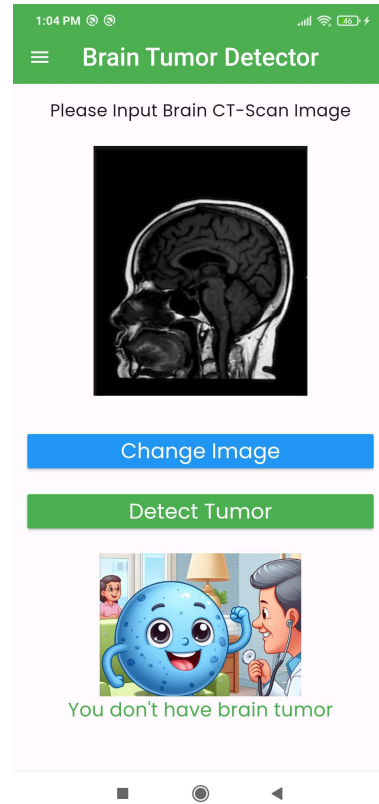 1:04 PM
46
Brain Tumor Detector
Please Input Brain CT-Scan Image
Change Image
Detect Tumor
You don't have brain tumor